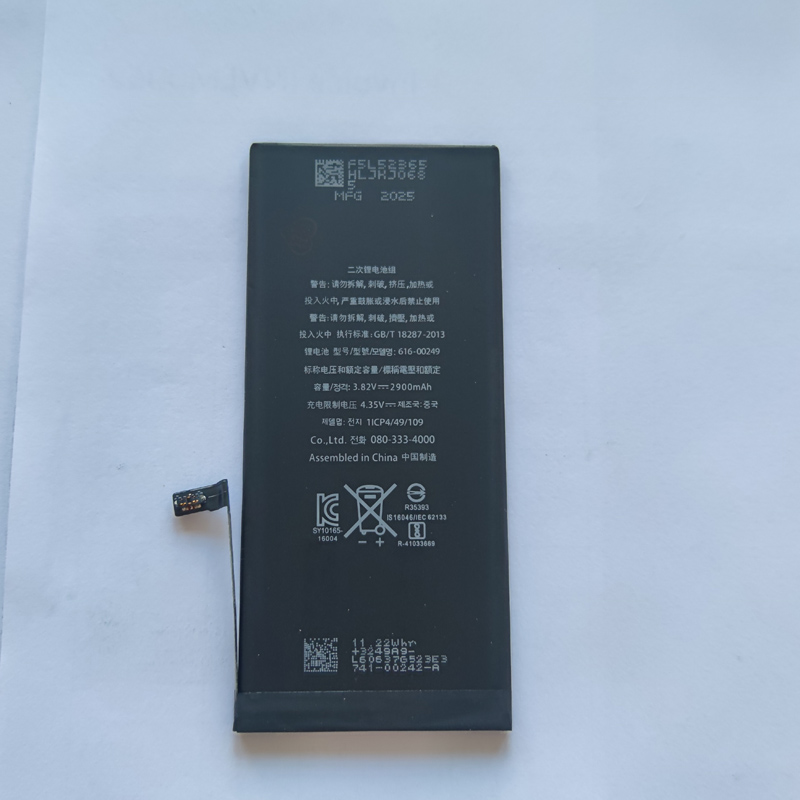 F5L52365
HLJKJ068
5
MFG 2025
二次锂电池组
警告:请勿拆解,刺破,挤压,加热或
投入火中,严重鼓胀或浸水后禁止使用
警告:请勿拆解,刺破,擠壓,加热或
投入火中 执行标准:GB/T 18287-2013
锂电池 型号/型號/모델명: 616-00249
标称电压和额定容量/標稱電壓和額定
容量/정격: 3.82V⎓2900mAh
充电限制电压 4.35V⎓제조국:중국
제델명: 전지 1ICP4/49/109
Co.,Ltd. 전화 080-333-4000
Assembled in China 中国制造
R35393
IS16046/IEC 62133
SY10165-
16004
R-41033669
11.22Whr
+3249A9-
L60637G523E3
741-00242-A